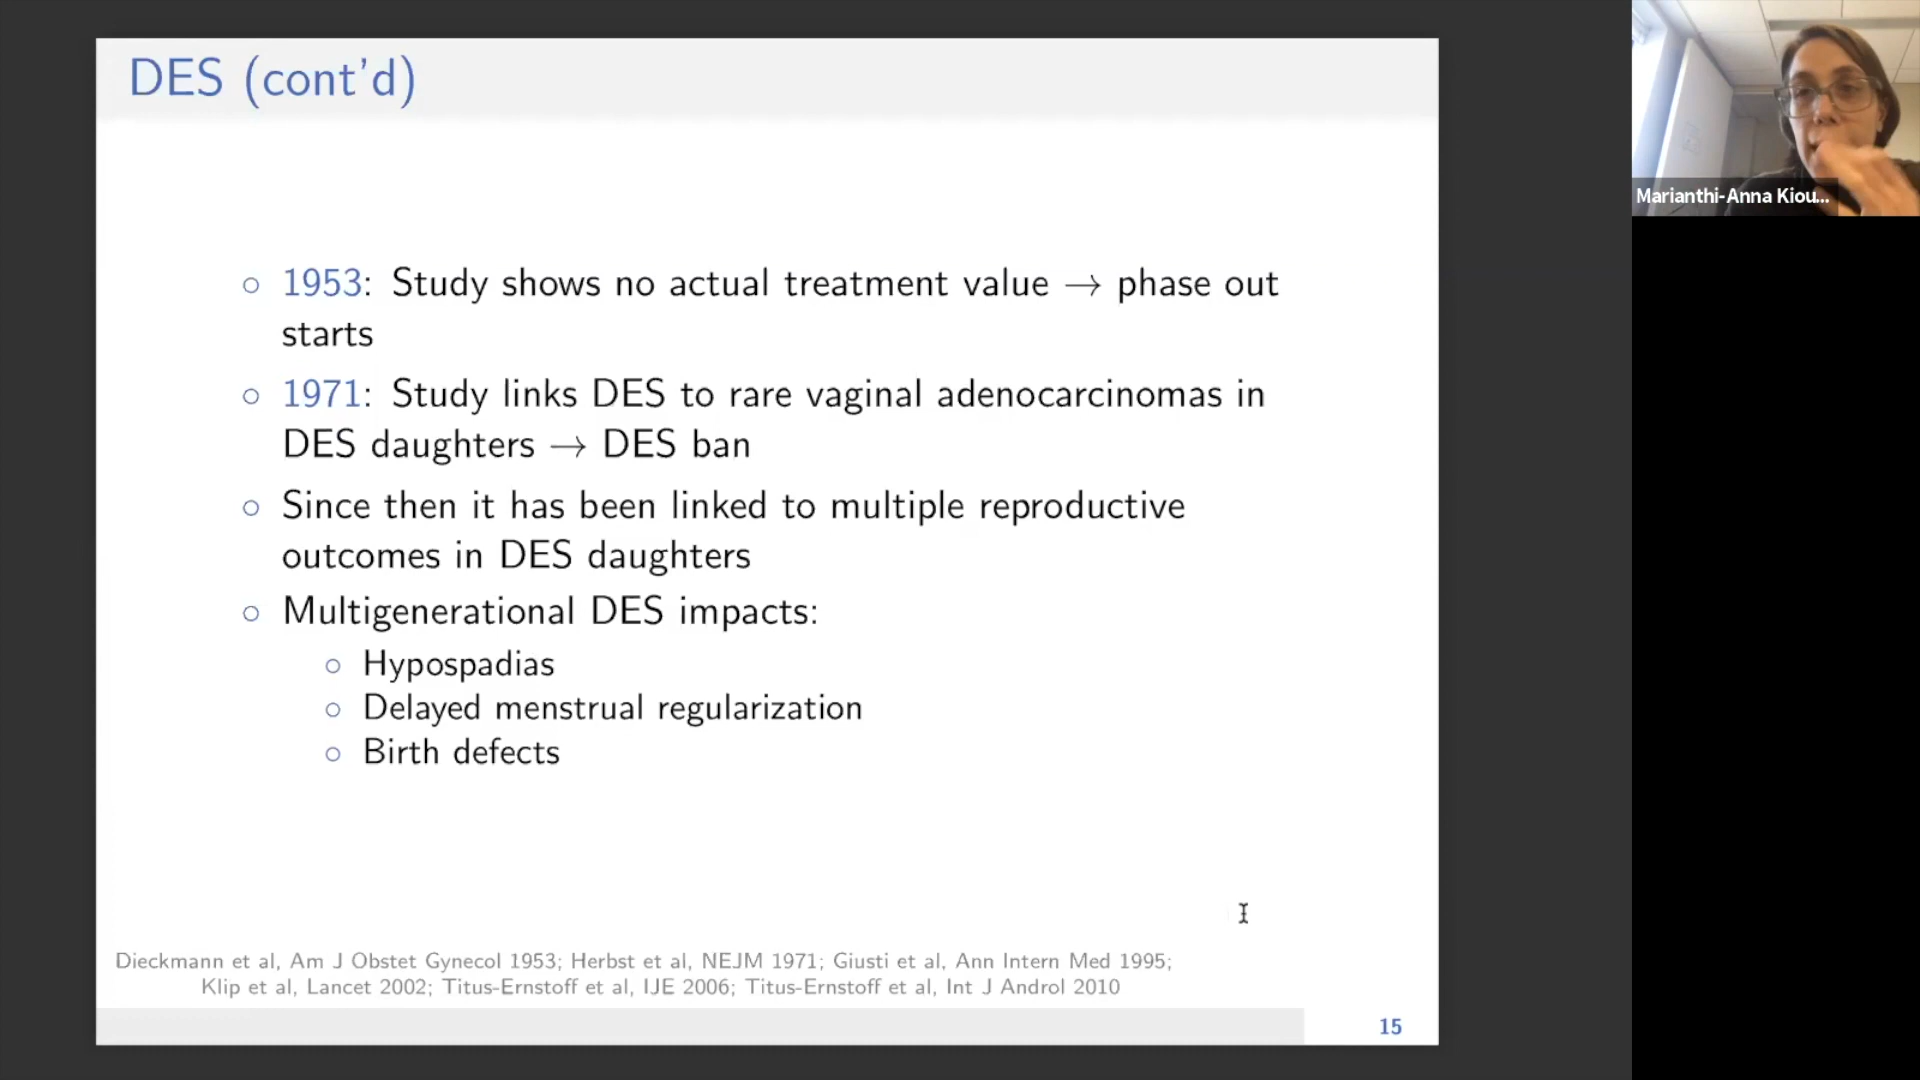 DES (cont'd)
○ 1953: Study shows no actual treatment value → phase out
starts
○ 1971: Study links DES to rare vaginal adenocarcinomas in
DES daughters → DES ban
○ Since then it has been linked to multiple reproductive
outcomes in DES daughters
○ Multigenerational DES impacts:
○ Hypospadias
○ Delayed menstrual regularization
○ Birth defects
Dieckmann et al, Am J Obstet Gynecol 1953; Herbst et al, NEJM 1971; Giusti et al, Ann Intern Med 1995;
Klip et al, Lancet 2002; Titus-Ernstoff et al, IJE 2006; Titus-Ernstoff et al, Int J Androl 2010
15
Marianthi-Anna Kiou...